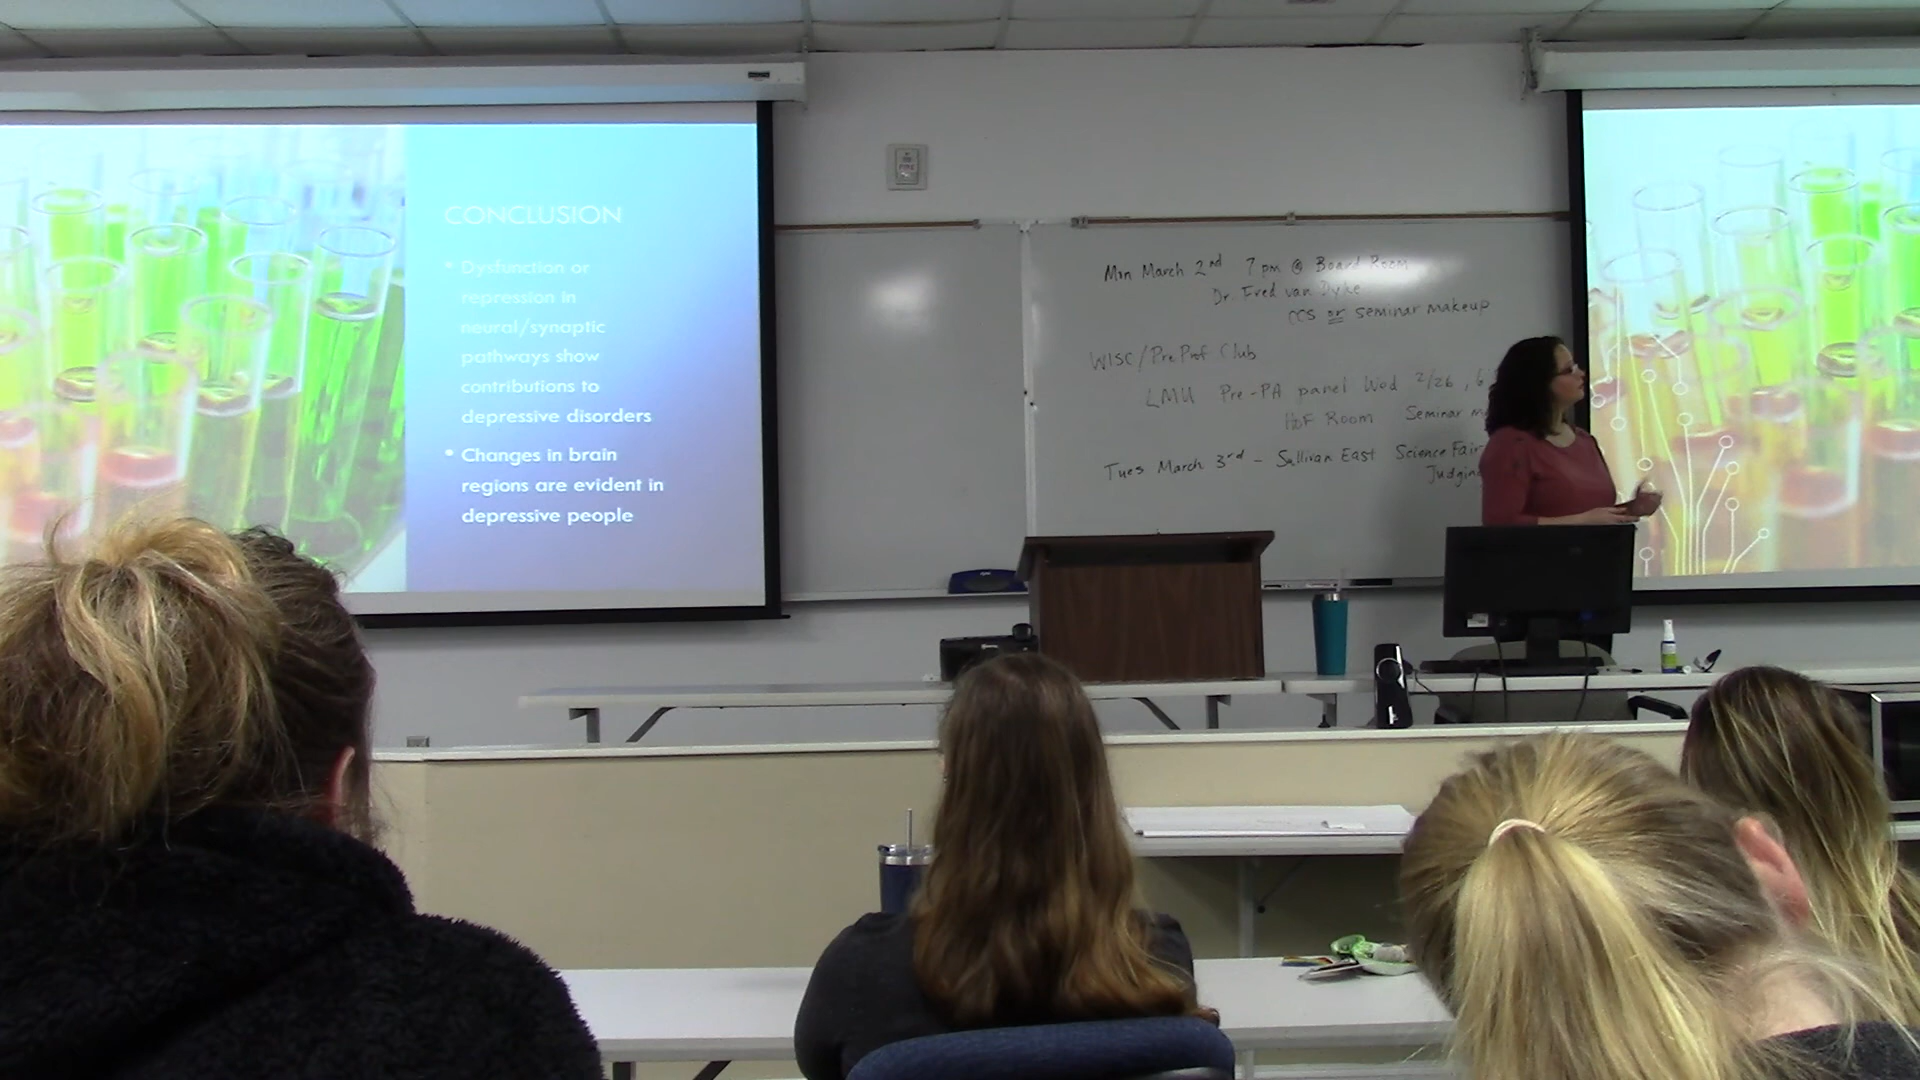 CONCLUSION
• Dysfunction or
repression in
neural/synaptic
pathways show
contributions to
depressive disorders
• Changes in brain
regions are evident in
depressive people
FIRE
Mon March 2nd 7 pm @ Board Room
Dr. Fred van Dyke
CCS or Seminar makeup
WISC/PreProf Club
LMU Pre-PA panel Wed 2/26, 6
HoF Room Seminar m
Tues March 3rd - Sullivan East Science Fair
Judging